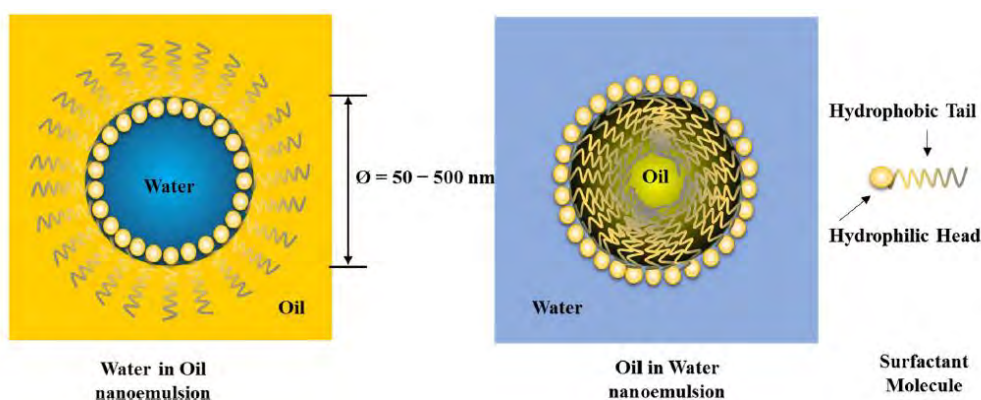 Water
Ø = 50 – 500 nm
Oil
Water in Oil
nanoemulsion
Oil
Water
Oil in Water
nanoemulsion
Hydrophobic Tail
Hydrophilic Head
Surfactant
Molecule